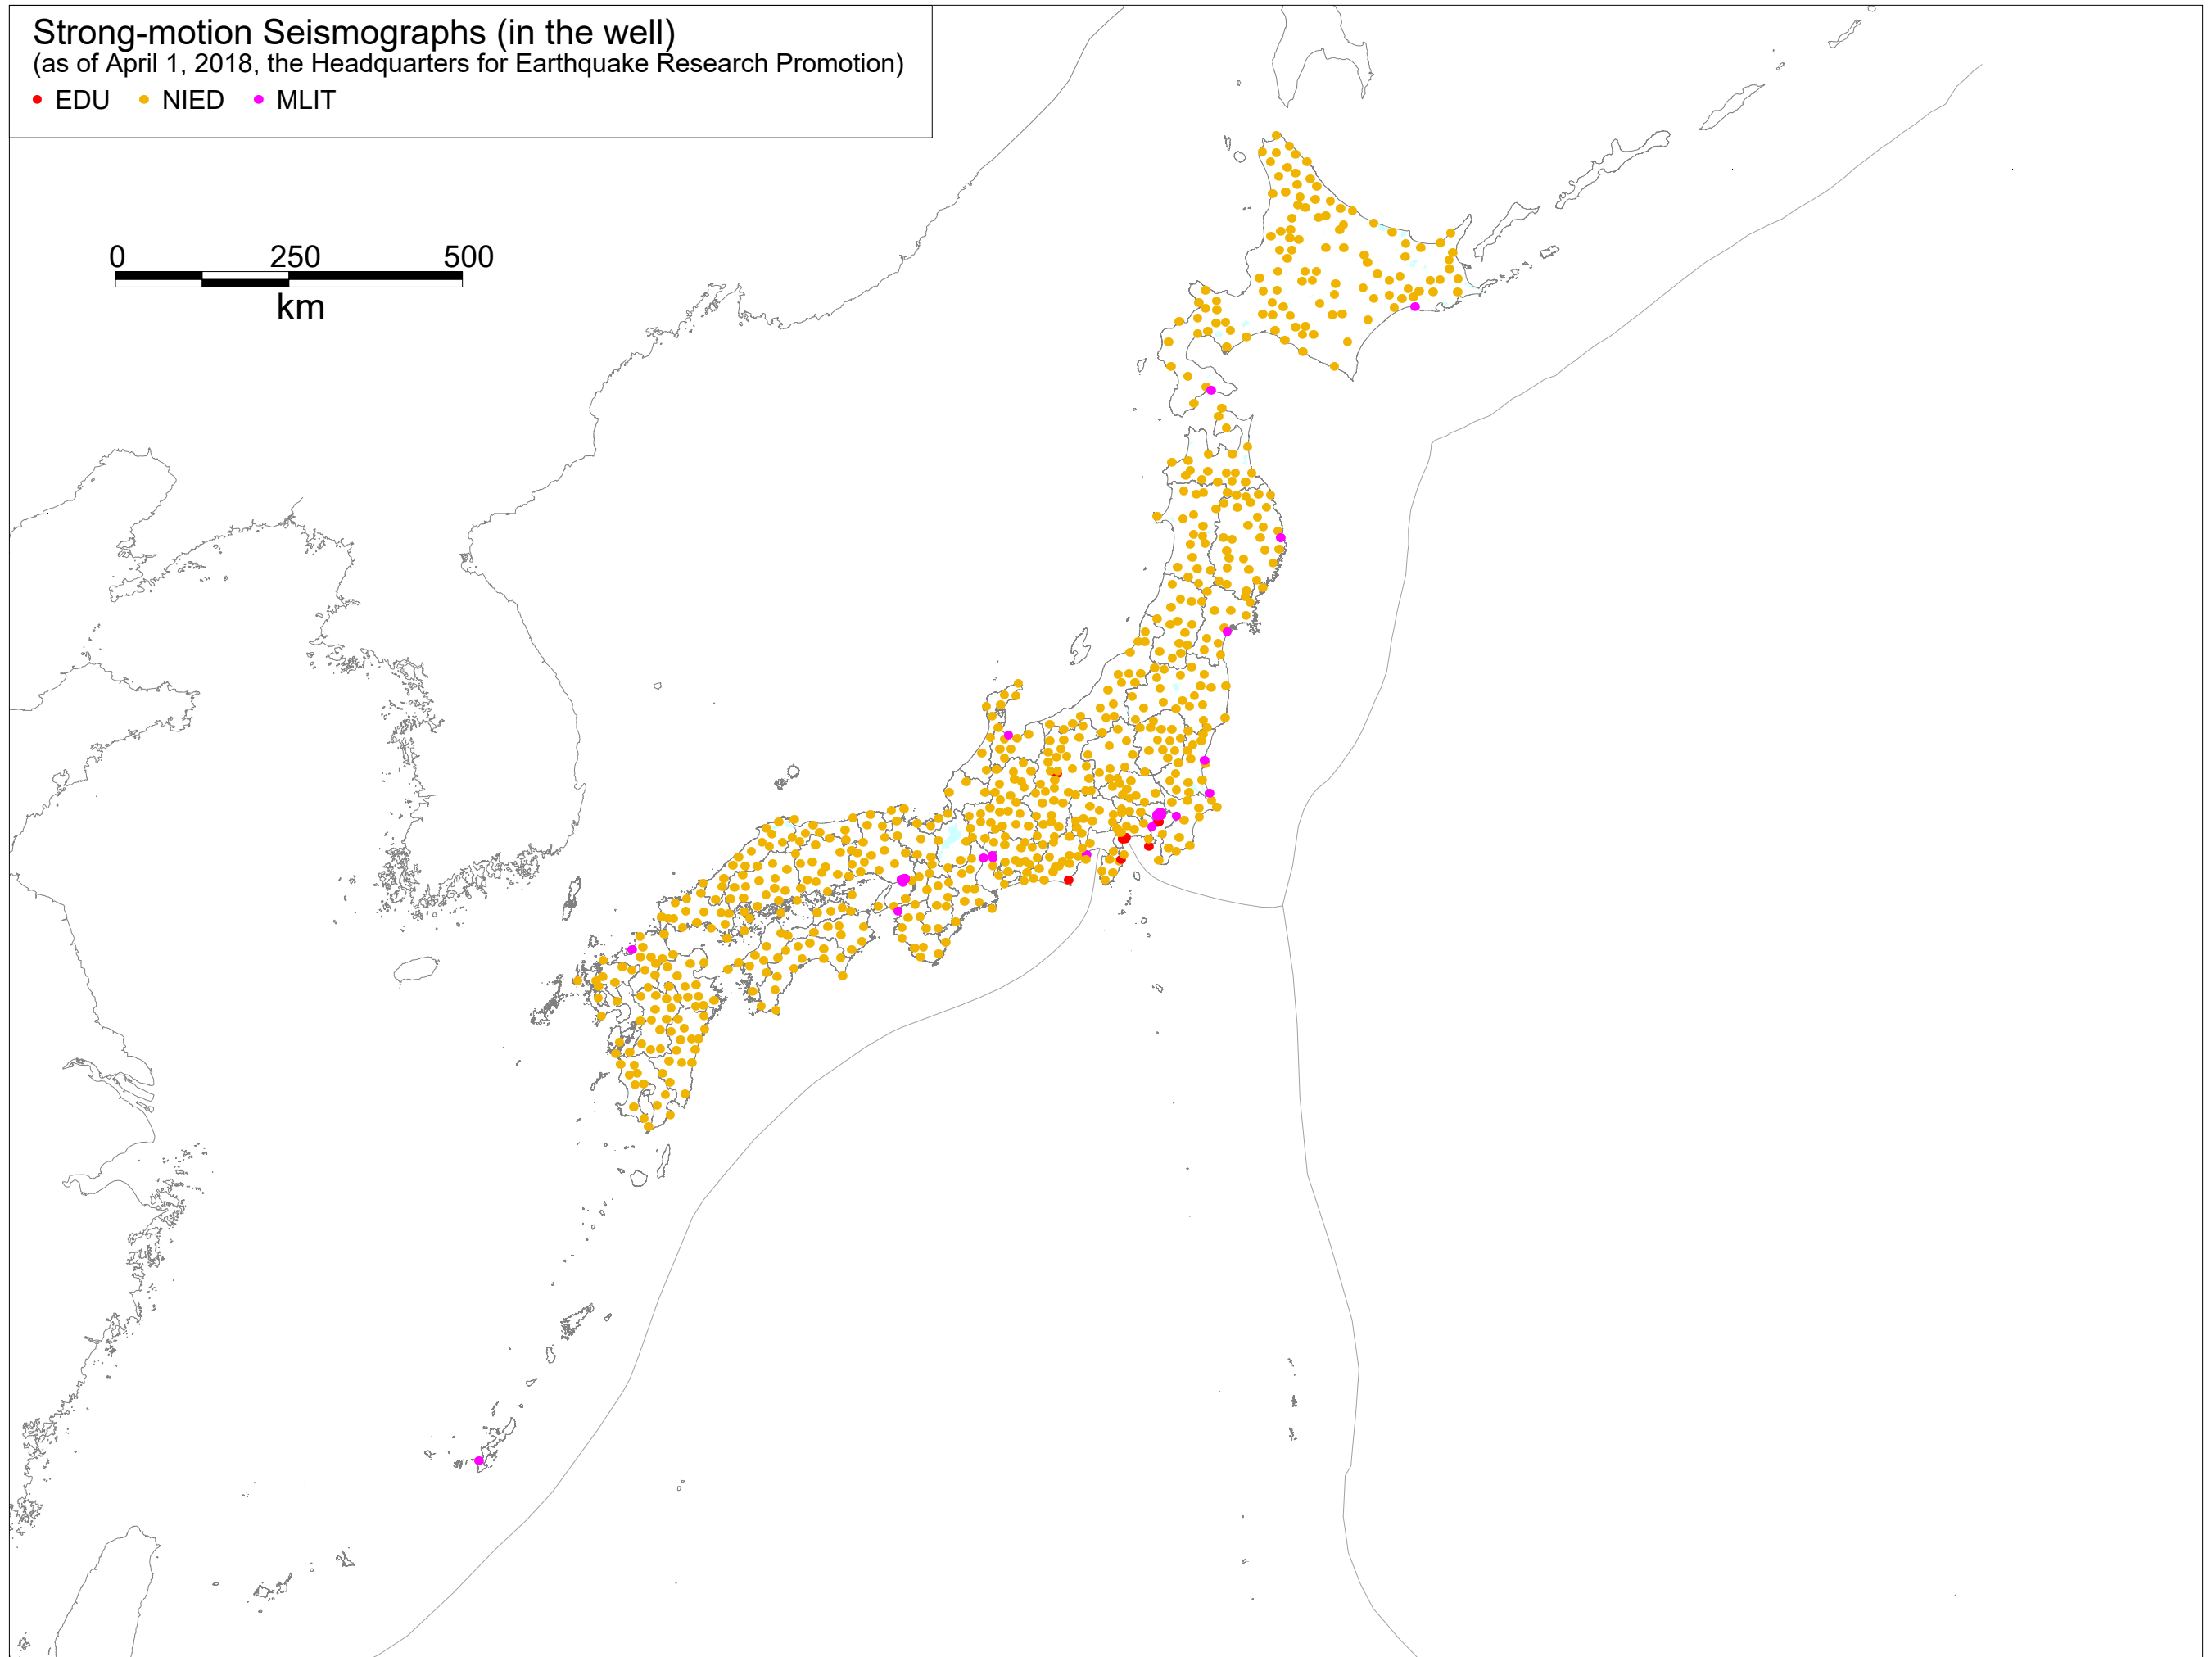 Strong-motion Seismographs (in the well)
(as of April 1, 2018, the Headquarters for Earthquake Research Promotion)
EDU NIED MLIT
0 250 500
km